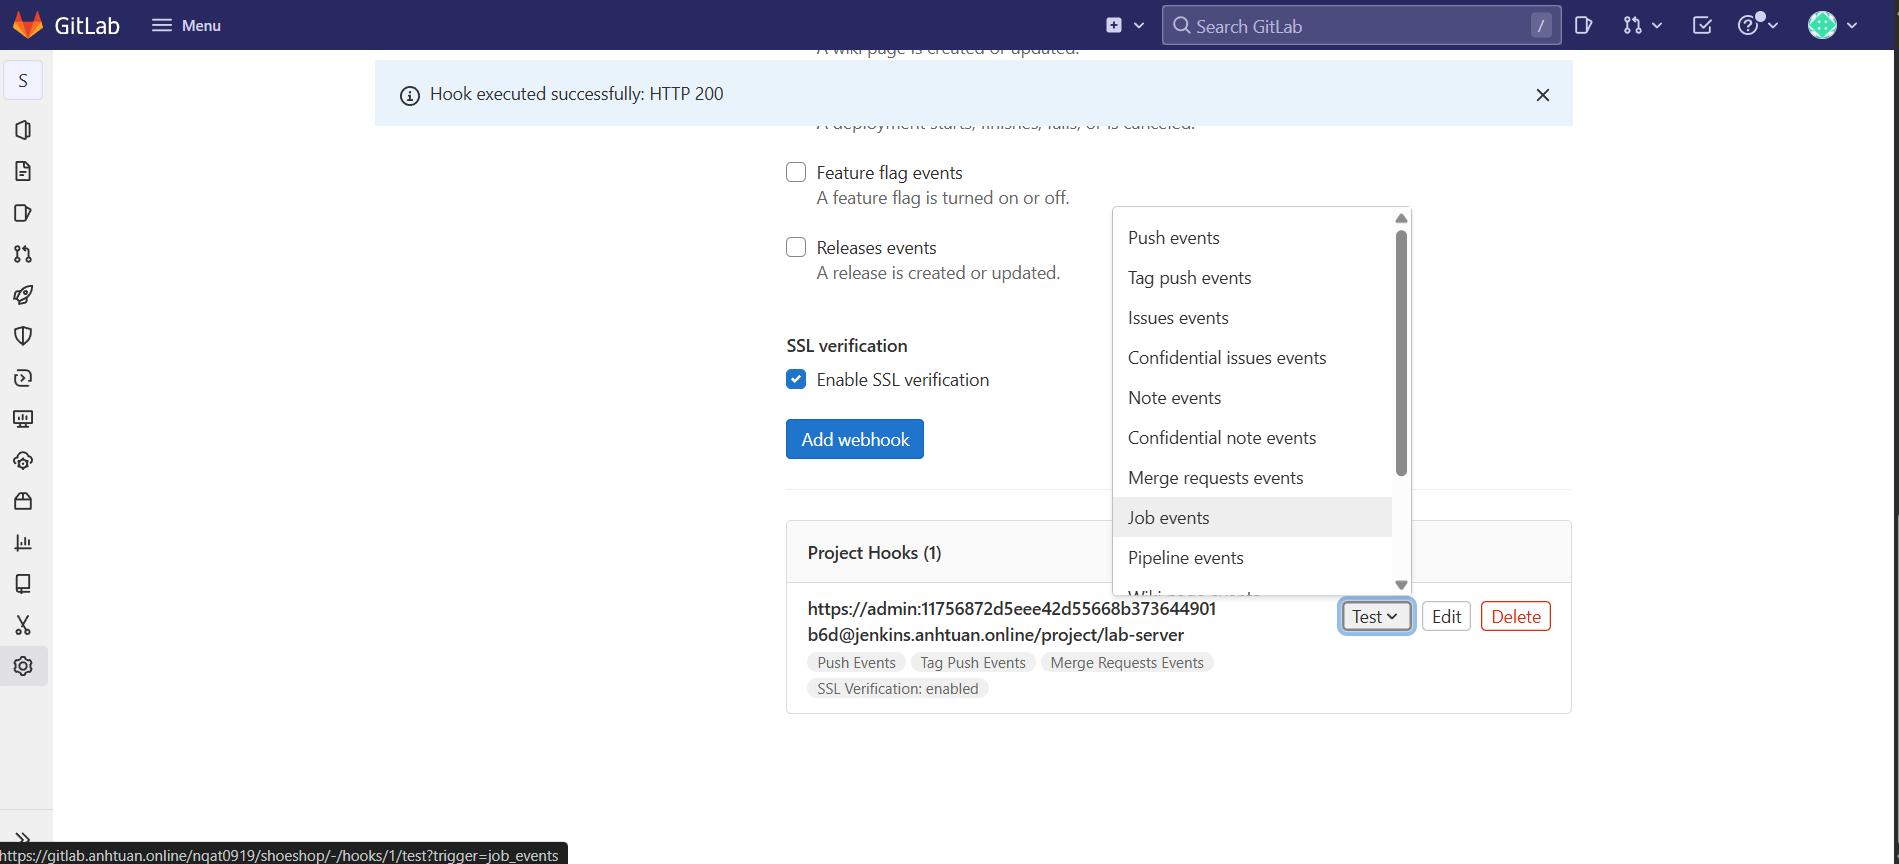 GitLab
Menu
Search GitLab
/
S
A wiki page is created or updated.
Hook executed successfully: HTTP 200
A deployment starts, finishes, fails, or is canceled.
Feature flag events
A feature flag is turned on or off.
Releases events
A release is created or updated.
SSL verification
Enable SSL verification
Add webhook
Push events
Tag push events
Issues events
Confidential issues events
Note events
Confidential note events
Merge requests events
Job events
Pipeline events
Wiki page events
Project Hooks (1)
https://admin:11756872d5eee42d55668b373644901
b6d@jenkins.anhtuan.online/project/lab-server
Test
Edit
Delete
Push Events
Tag Push Events
Merge Requests Events
SSL Verification: enabled
https://gitlab.anhtuan.online/nqat0919/shoeshop/-/hooks/1/test?trigger=job_events